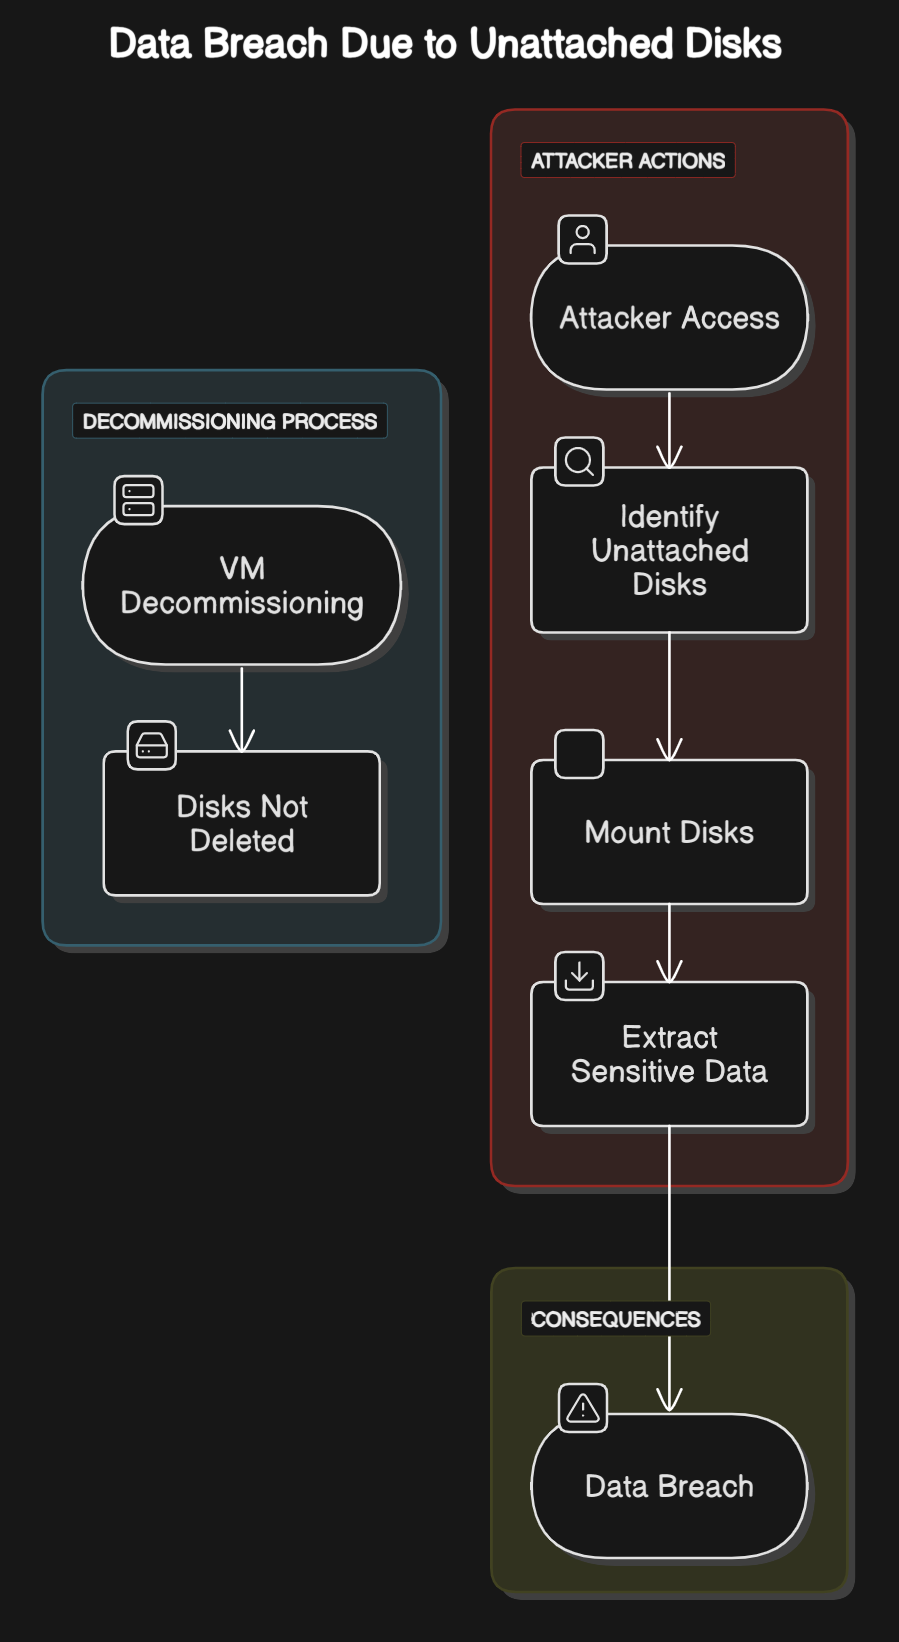 Data Breach Due to Unattached Disks
ATTACKER ACTIONS
Attacker Access
Identify
Unattached
Disks
Mount Disks
Extract
Sensitive Data
DECOMMISSIONING PROCESS
VM
Decommissioning
Disks Not
Deleted
CONSEQUENCES
Data Breach